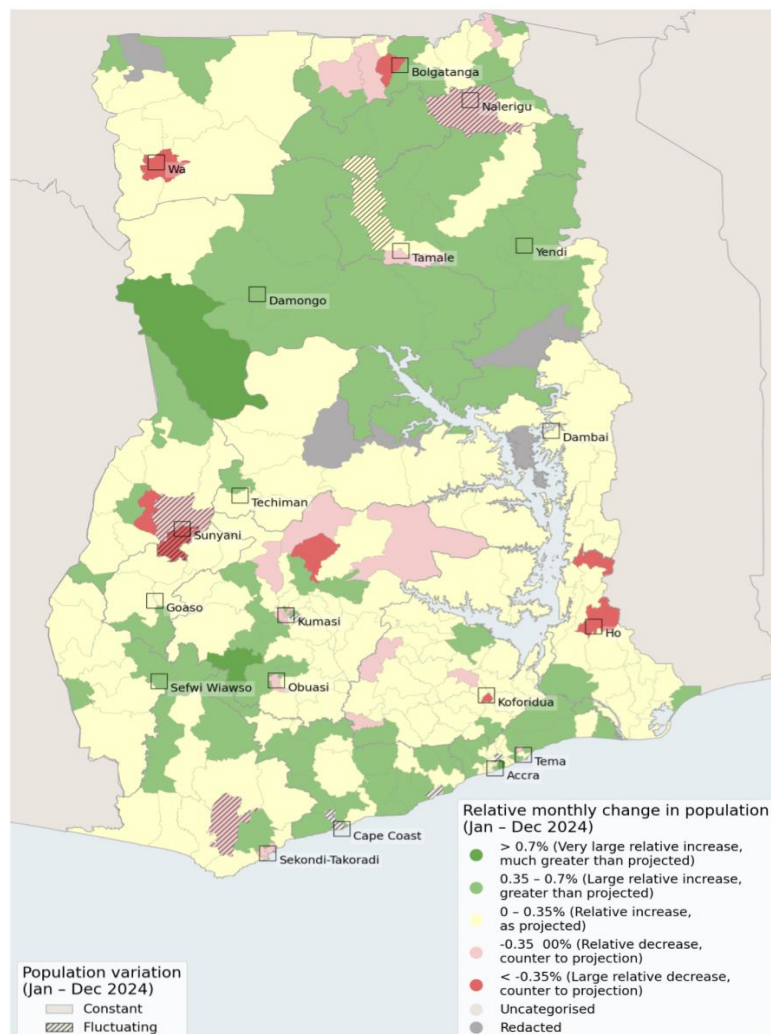 Bolgatanga
Nalerigu
Wa
Yendi
Tamale
Damongo
Dambai
Techiman
Sunyani
Goaso
Kumasi
Ho
Sefwi Wiawso
Obuasi
Koforidua
Tema
Accra
Cape Coast
Sekondi-Takoradi
Relative monthly change in population
(Jan – Dec 2024)
> 0.7% (Very large relative increase,
much greater than projected)
0.35 – 0.7% (Large relative increase,
greater than projected)
0 – 0.35% (Relative increase,
as projected)
-0.35 00% (Relative decrease,
counter to projection)
< -0.35% (Large relative decrease,
counter to projection)
Uncategorised
Redacted
Population variation
(Jan – Dec 2024)
Constant
Fluctuating